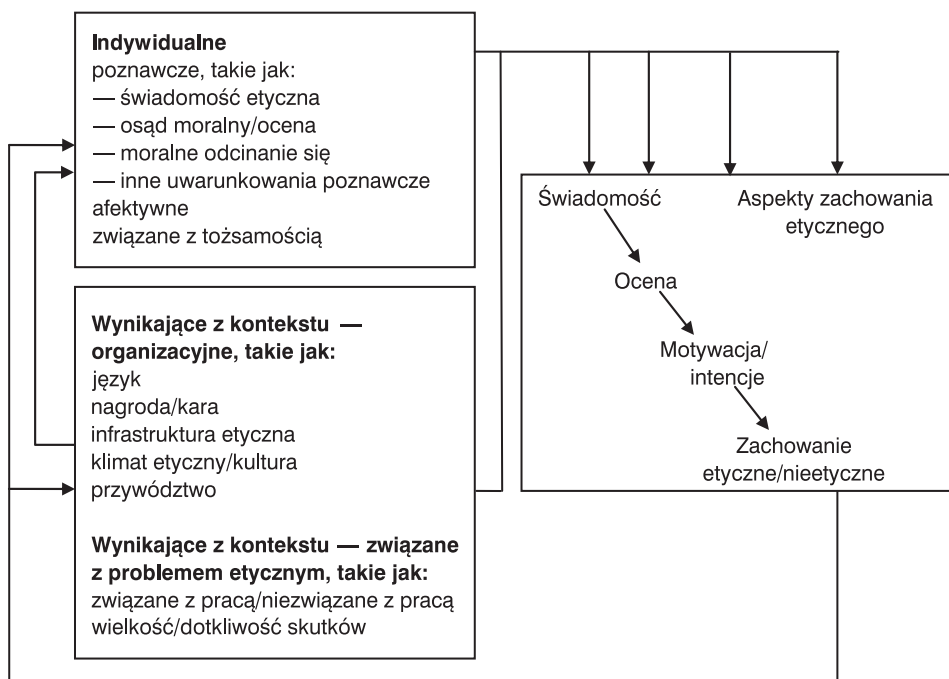 Indywidualne
poznawcze, takie jak:
— świadomość etyczna
— osąd moralny/ocena
— moralne odcinanie się
— inne uwarunkowania poznawcze
afektywne
związane z tożsamością
Wynikające z kontekstu —
organizacyjne, takie jak:
język
nagroda/kara
infrastruktura etyczna
klimat etyczny/kultura
przywództwo
Wynikające z kontekstu — związane
z problemem etycznym, takie jak:
związane z pracą/niezwiązane z pracą
wielkość/dotkliwość skutków
Świadomość
Aspekty zachowania
etycznego
Ocena
Motywacja/
intencje
Zachowanie
etyczne/nieetyczne